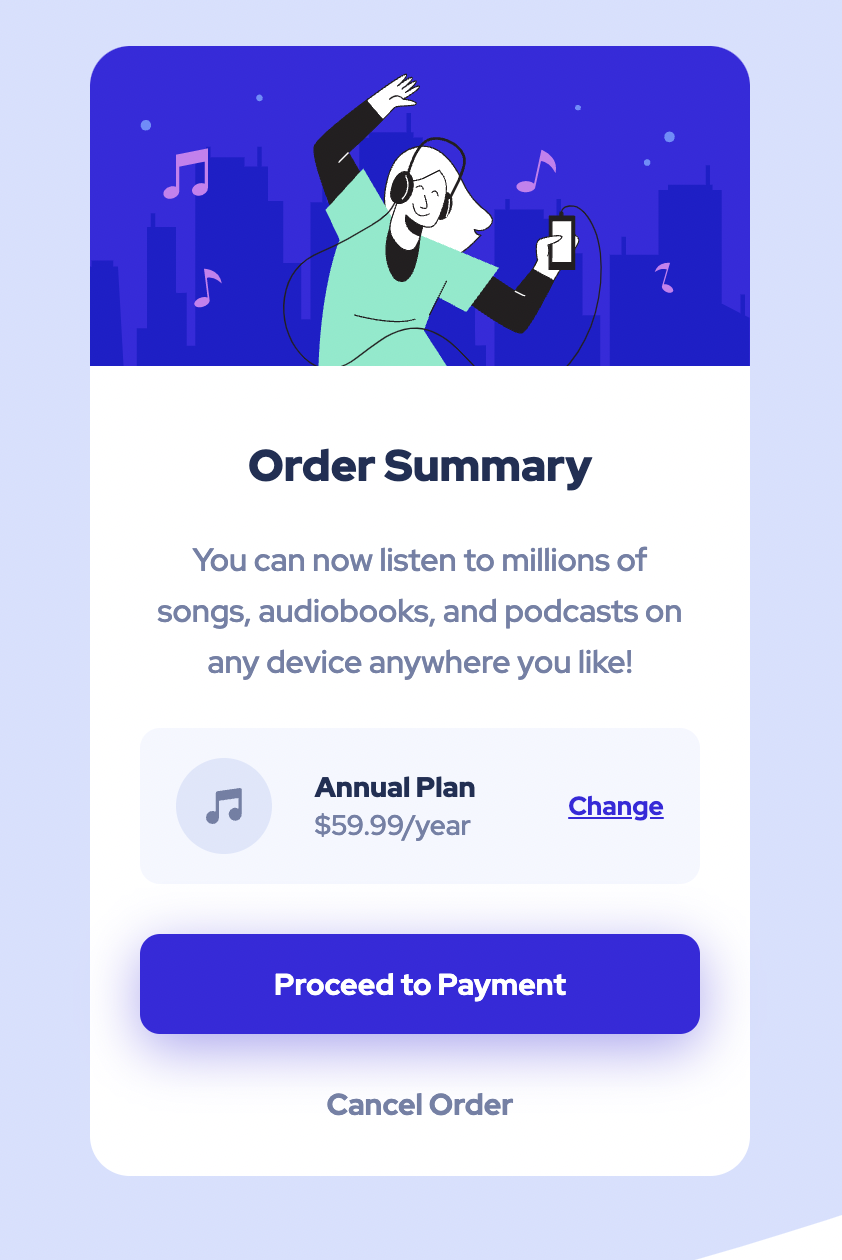 Order Summary
You can now listen to millions of
songs, audiobooks, and podcasts on
any device anywhere you like!
Annual Plan
$59.99/year
Change
Proceed to Payment
Cancel Order